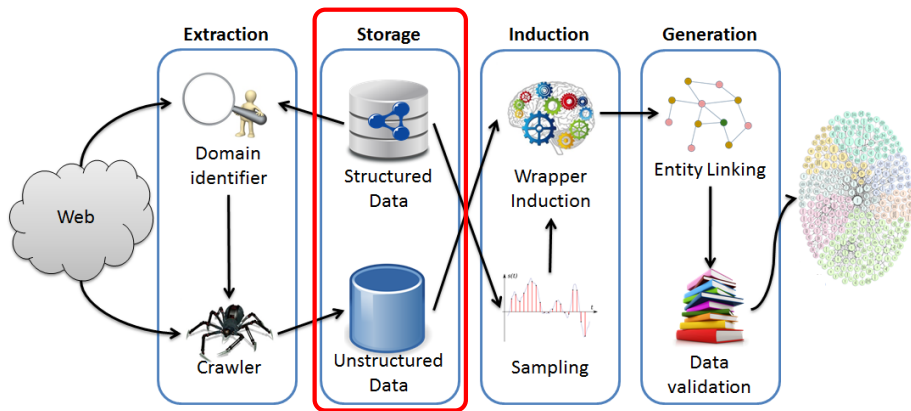 Extraction
Storage
Induction
Generation
Domain
identifier
Structured
Data
Wrapper
Induction
Entity Linking
Web
x(t)
t
Crawler
Unstructured
Data
Sampling
Data
validation